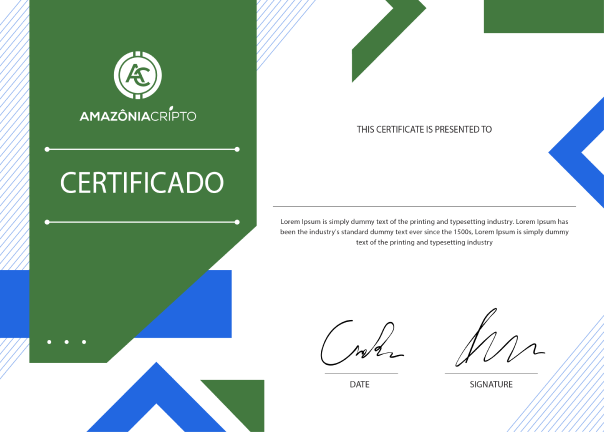 AC
AMAZÔNIACRIPTO
CERTIFICADO
THIS CERTIFICATE IS PRESENTED TO
Lorem Ipsum is simply dummy text of the printing and typesetting industry. Lorem Ipsum has
been the industry's standard dummy text ever since the 1500s, Lorem Ipsum is simply dummy
text of the printing and typesetting industry
DATE
SIGNATURE